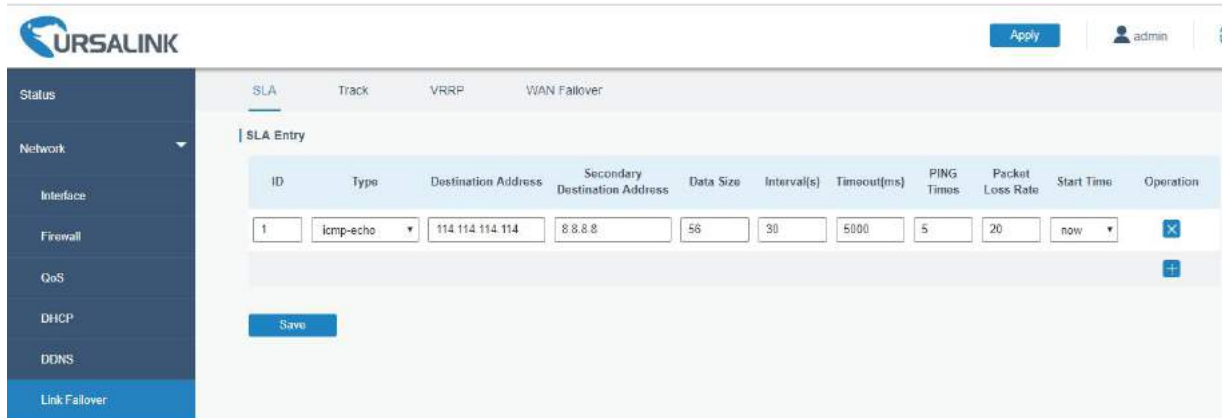 URSALINK
Apply
admin
Status
SLA Track VRRP WAN Failover
Network
SLA Entry
ID Type Destination Address Secondary Destination Address Data Size Interval(s) Timeout(ms) PING Times Packet Loss Rate Start Time Operation
Interface
Firewall
1 icmp-echo 114.114.114.114 8.8.8.8 56 30 5000 5 20 now
QoS
DHCP
Save
DDNS
Link Failover